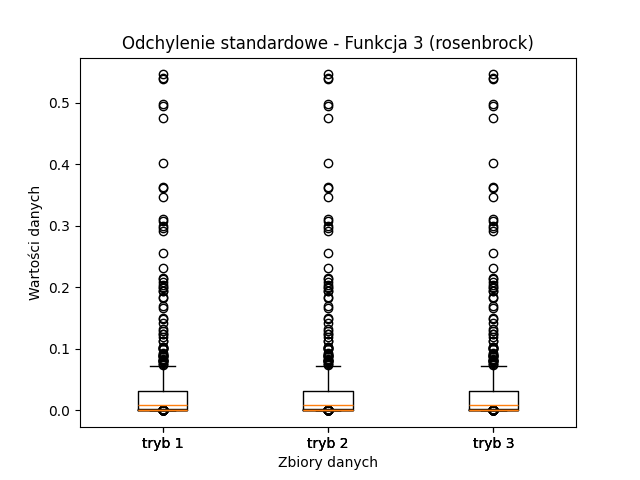 Odchylenie standardowe - Funkcja 3 (rosenbrock)
Wartości danych
0.5
0.4
0.3
0.2
0.1
0.0
tryb 1 tryb 2 tryb 3
Zbiory danych